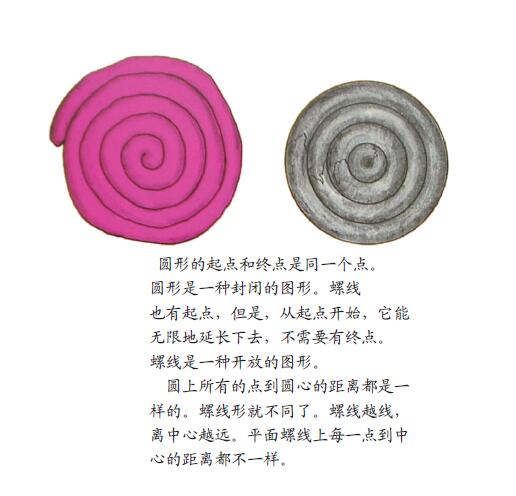 圆形的起点和终点是同一个点。
圆形是一种封闭的图形。螺线
也有起点，但是，从起点开始，它能
无限地延长下去，不需要有终点。
螺线是一种开放的图形。
圆上所有的点到圆心的距离都是一
样的。螺线形就不同了。螺线越线，
离中心越远。平面螺线上每一点到中
心的距离都不一样。